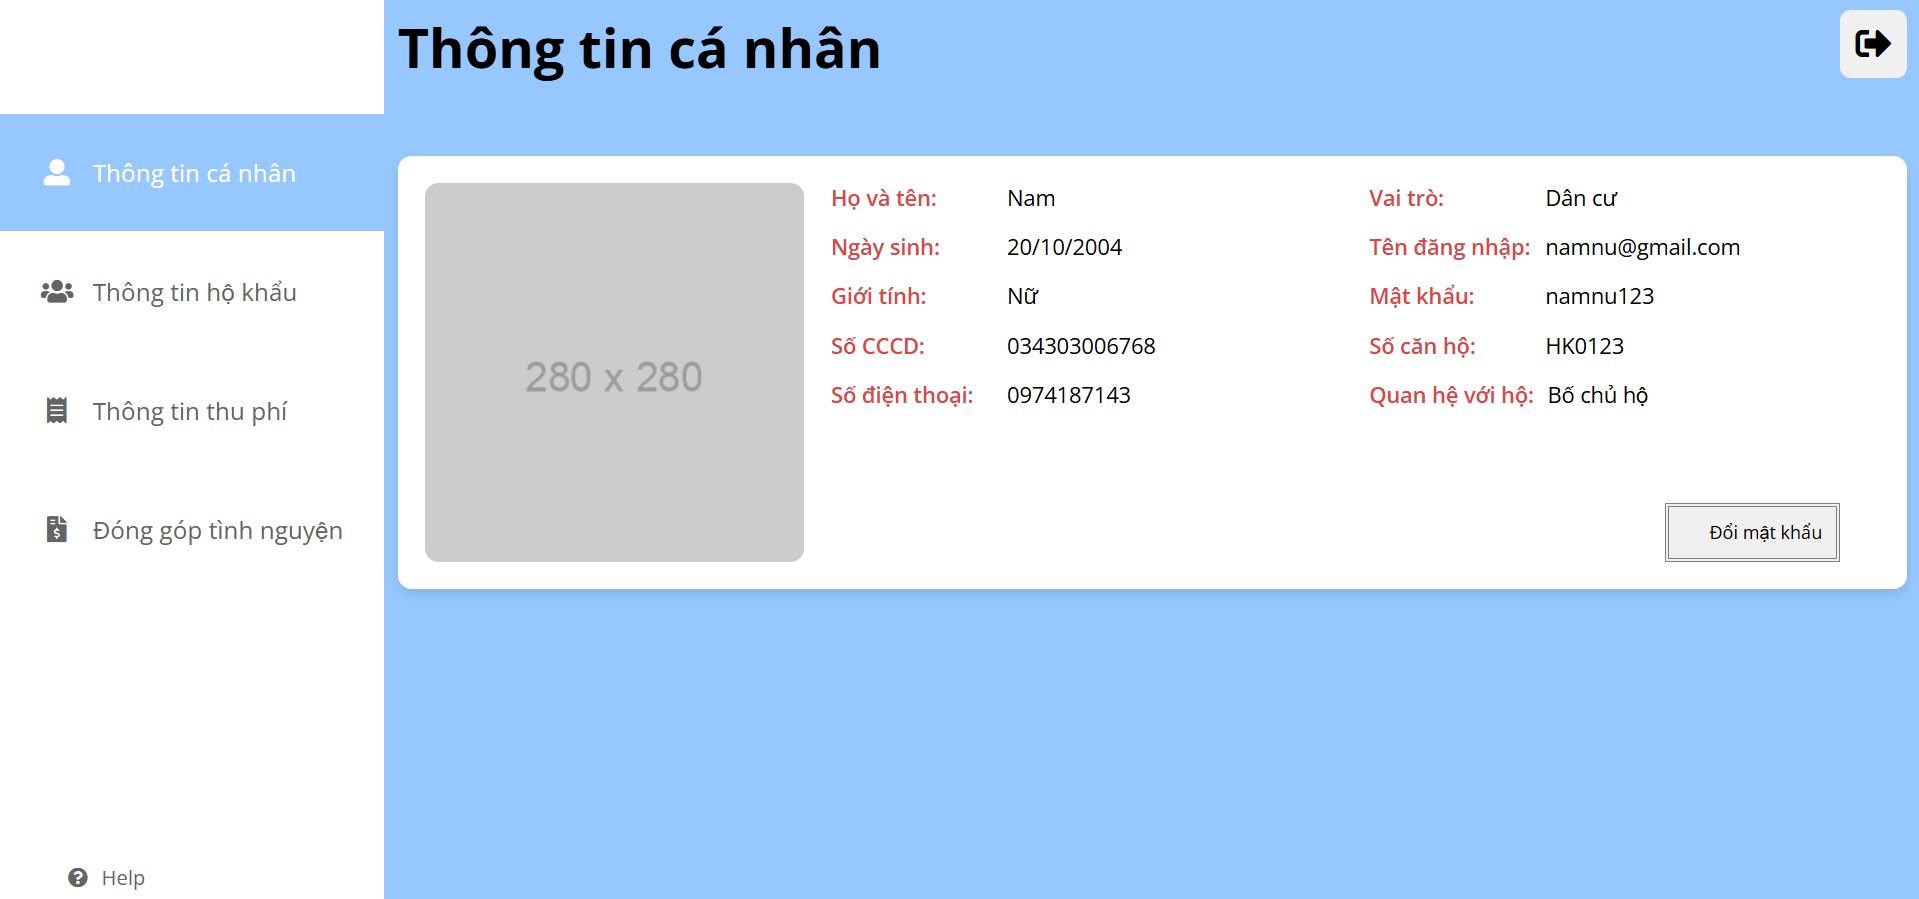 Thông tin cá nhân
Thông tin cá nhân
Thông tin hộ khẩu
Thông tin thu phí
Đóng góp tình nguyện
Help
280 x 280
Họ và tên: Nam
Ngày sinh: 20/10/2004
Giới tính: Nữ
Số CCCD: 034303006768
Số điện thoại: 0974187143
Vai trò: Dân cư
Tên đăng nhập: namnu@gmail.com
Mật khẩu: namnu123
Số căn hộ: HK0123
Quan hệ với hộ: Bố chủ hộ
Đổi mật khẩu